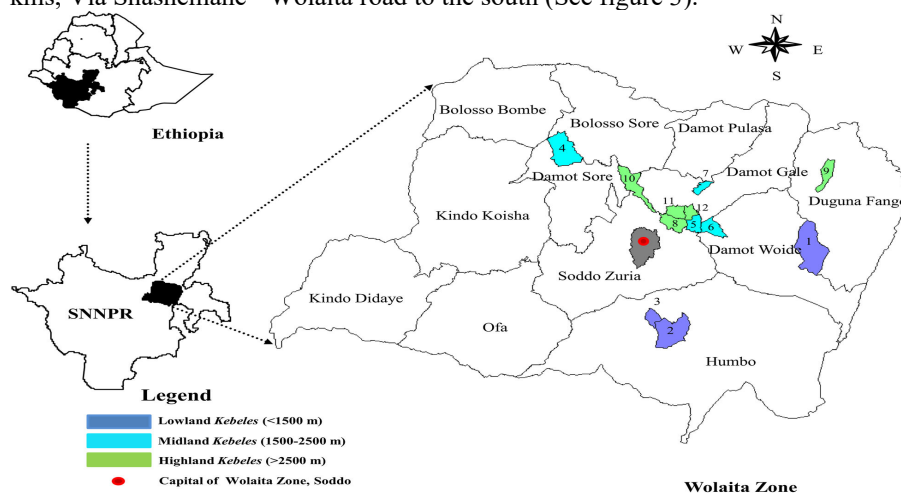 kms, Via Shashemane - Wolaita road to the south (See figure 3).
N
W E
S
Ethiopia
Bolosso Bombe
Bolosso Sore
Damot Pulasa
4
7
Damot Sore
10
Damot Gale
9
Duguna Fango
Kindo Koisha
11
12
8
5
6
Damot Woide
1
SNNPR
Kindo Didaye
Soddo Zuria
Ofa
3
2
Humbo
Legend
Lowland Kebeles (<1500 m)
Midland Kebeles (1500-2500 m)
Highland Kebeles (>2500 m)
Capital of Wolaita Zone, Soddo
Wolaita Zone